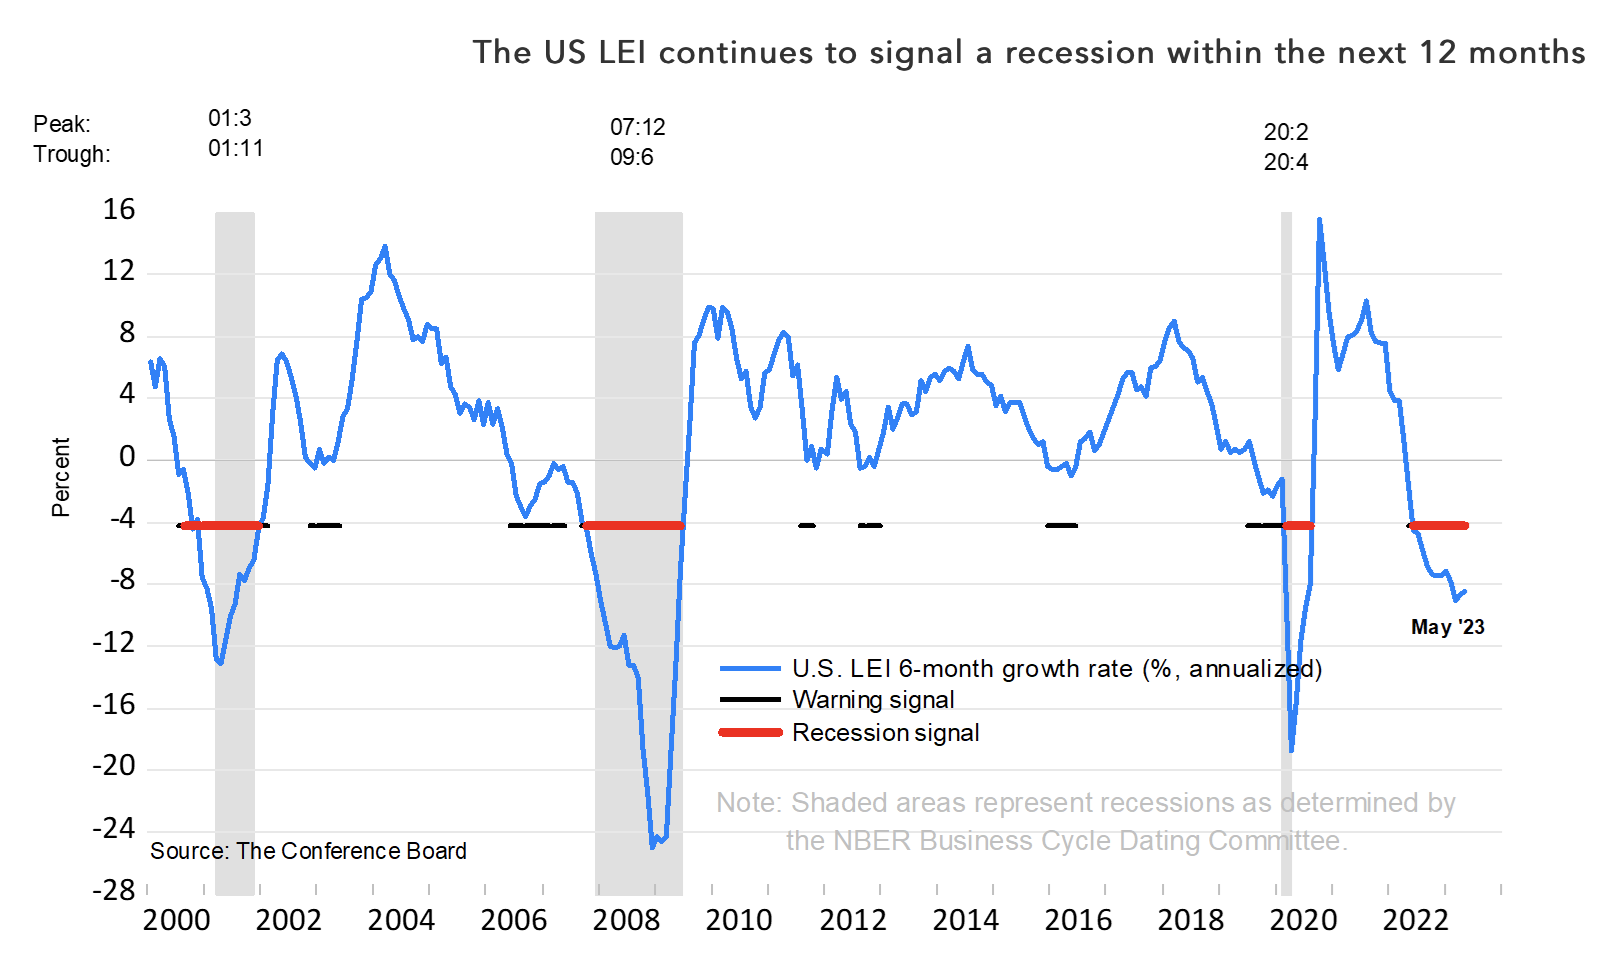 The US LEI continues to signal a recession within the next 12 months
Peak: 01:3 07:12 20:2
Trough: 01:11 09:6 20:4
16
12
8
4
0
-4
-8
-12
-16
-20
-24
-28
Percent
May '23
U.S. LEI 6-month growth rate (%, annualized)
Warning signal
Recession signal
Note: Shaded areas represent recessions as determined by
the NBER Business Cycle Dating Committee.
Source: The Conference Board
2000 2002 2004 2006 2008 2010 2012 2014 2016 2018 2020 2022